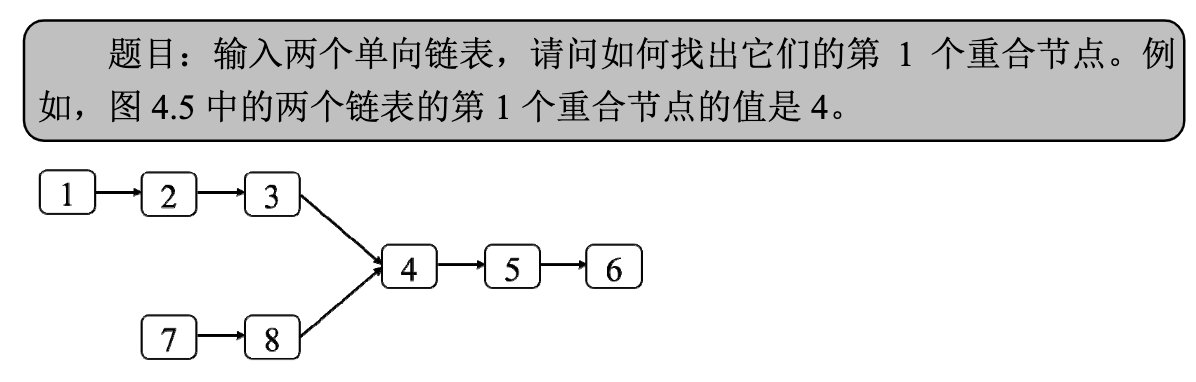 题目：输入两个单向链表，请问如何找出它们的第 1 个重合节点。例
如，图 4.5 中的两个链表的第 1 个重合节点的值是 4。
1 2 3
4 5 6
7 8